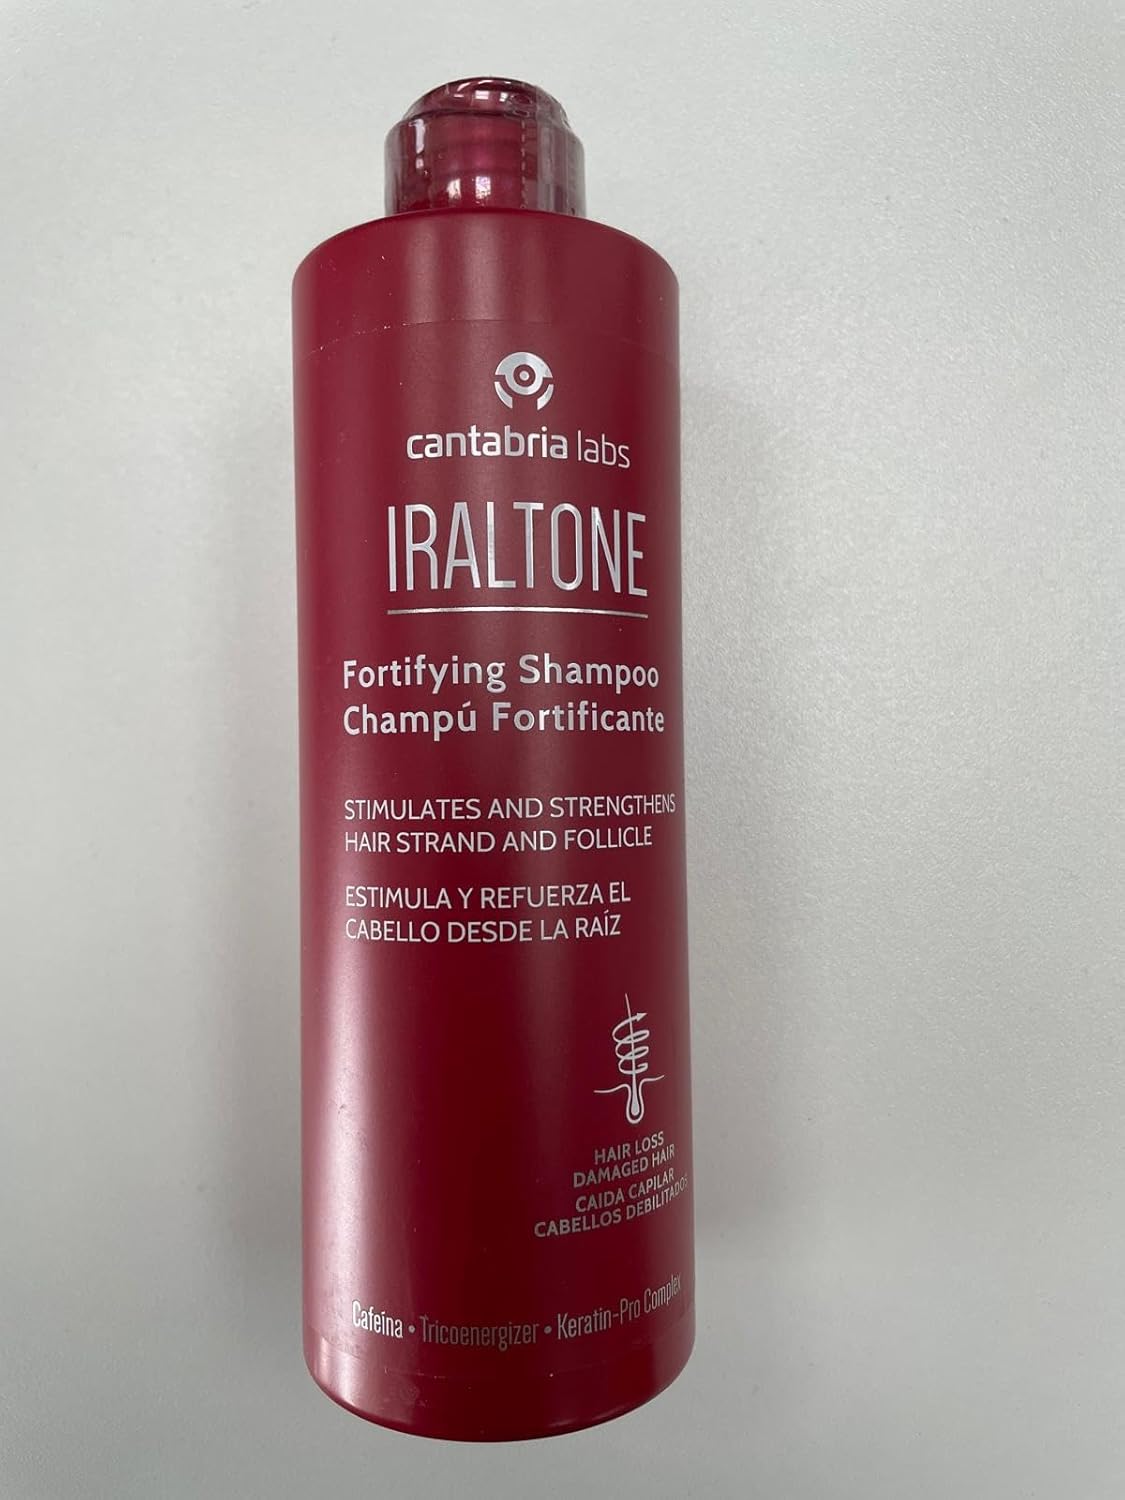 cantabria labs
IRALTONE
Fortifying Shampoo
Champú Fortificante
STIMULATES AND STRENGTHENS
HAIR STRAND AND FOLLICLE
ESTIMULA Y REFUERZA EL
CABELLO DESDE LA RAÍZ
HAIR LOSS
DAMAGED HAIR
CAIDA CAPILAR
CABELLOS DEBILITADOS
Cafeína • Tricoenergizer • Keratin-Pro Complex